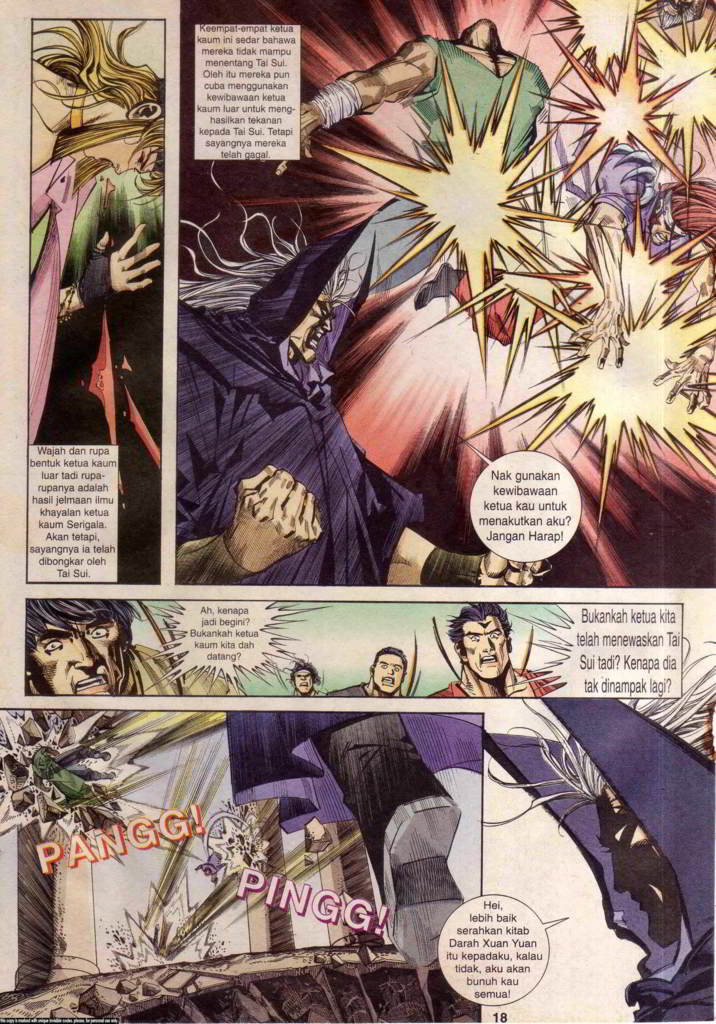 Keempat-empat ketua
kaum ini sedar bahawa
mereka tidak mampu
menentang Tai Sui.
Oleh itu mereka pun
cuba menggunakan
kewibawaan ketua
kaum luar untuk meng-
hasilkan tekanan
kepada Tai Sui. Tetapi
sayangnya mereka
telah gagal.
Wajah dan rupa
bentuk ketua kaum
luar tadi rupa-
rupanya adalah
hasil jelmaan ilmu
khayalan ketua
kaum Serigala.
Akan tetapi,
sayangnya ia telah
dibongkar oleh
Tai Sui.
Nak gunakan
kewibawaan
ketua kau untuk
menakutkan aku?
Jangan Harap!
Ah, kenapa
jadi begini?
Bukankah ketua
kaum kita dah
datang?
Bukankah ketua kita
telah menewaskan Tai
Sui tadi? Kenapa dia
tak dinampak lagi?
PANGG!
PINGG!
Hei,
lebih baik
serahkan kitab
Darah Xuan Yuan
itu kepadaku, kalau
tidak, aku akan
bunuh kau
semua!
18